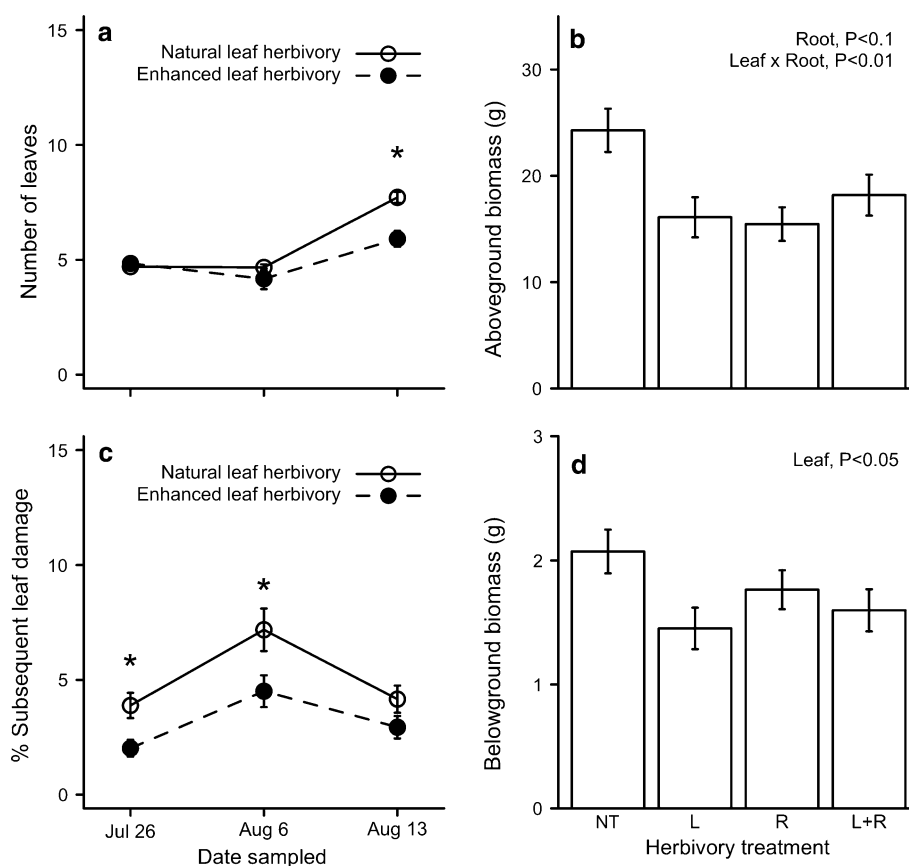 a
15
10
5
0
Number of leaves
Natural leaf herbivory
Enhanced leaf herbivory
*
b
30
20
10
0
Aboveground biomass (g)
Root, P<0.1
Leaf x Root, P<0.01
c
15
10
5
0
% Subsequent leaf damage
Natural leaf herbivory
Enhanced leaf herbivory
*
*
Jul 26 Aug 6 Aug 13
Date sampled
d
3
2
1
0
Belowground biomass (g)
Leaf, P<0.05
NT L R L+R
Herbivory treatment